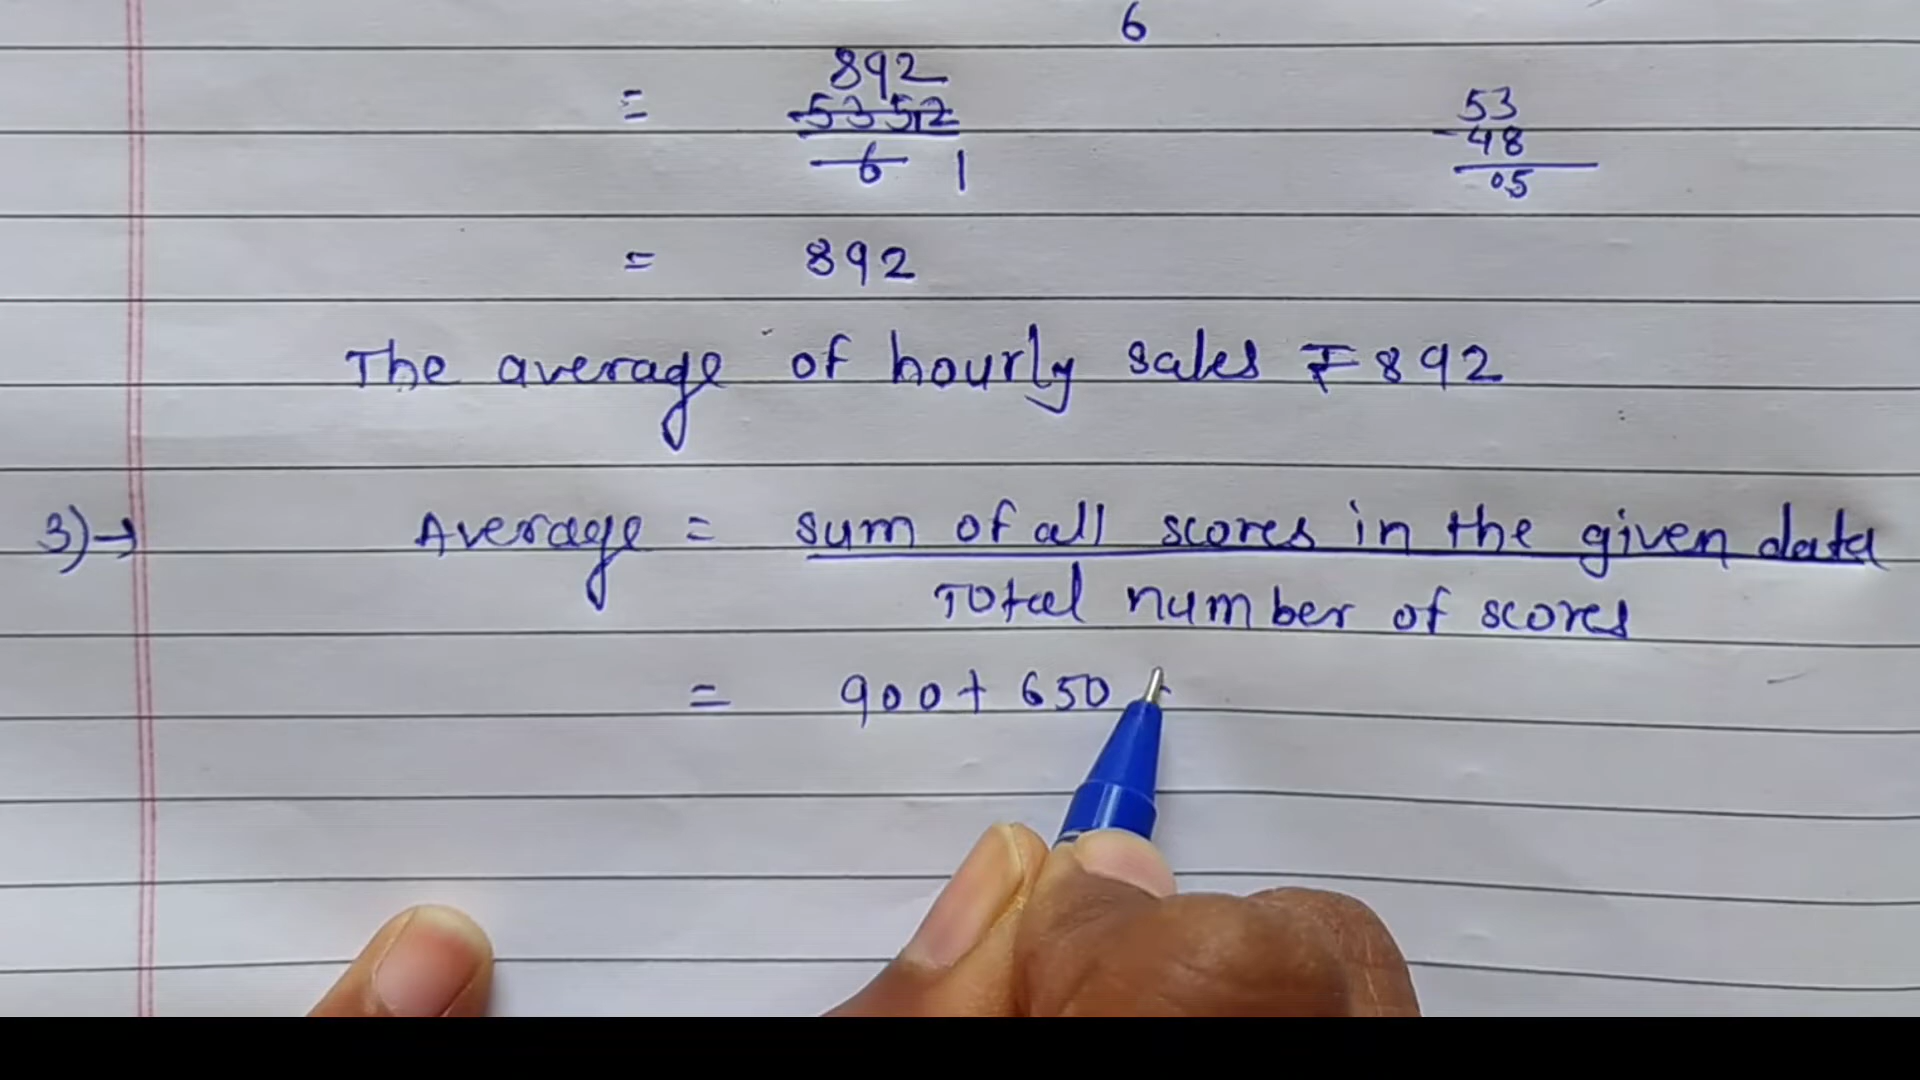 6
892
= 5352
6 1
53
- 48
05
= 892
The average of hourly sales ₹892
3)→ Average = sum of all scores in the given data
Total number of scores
= 900+ 650 +